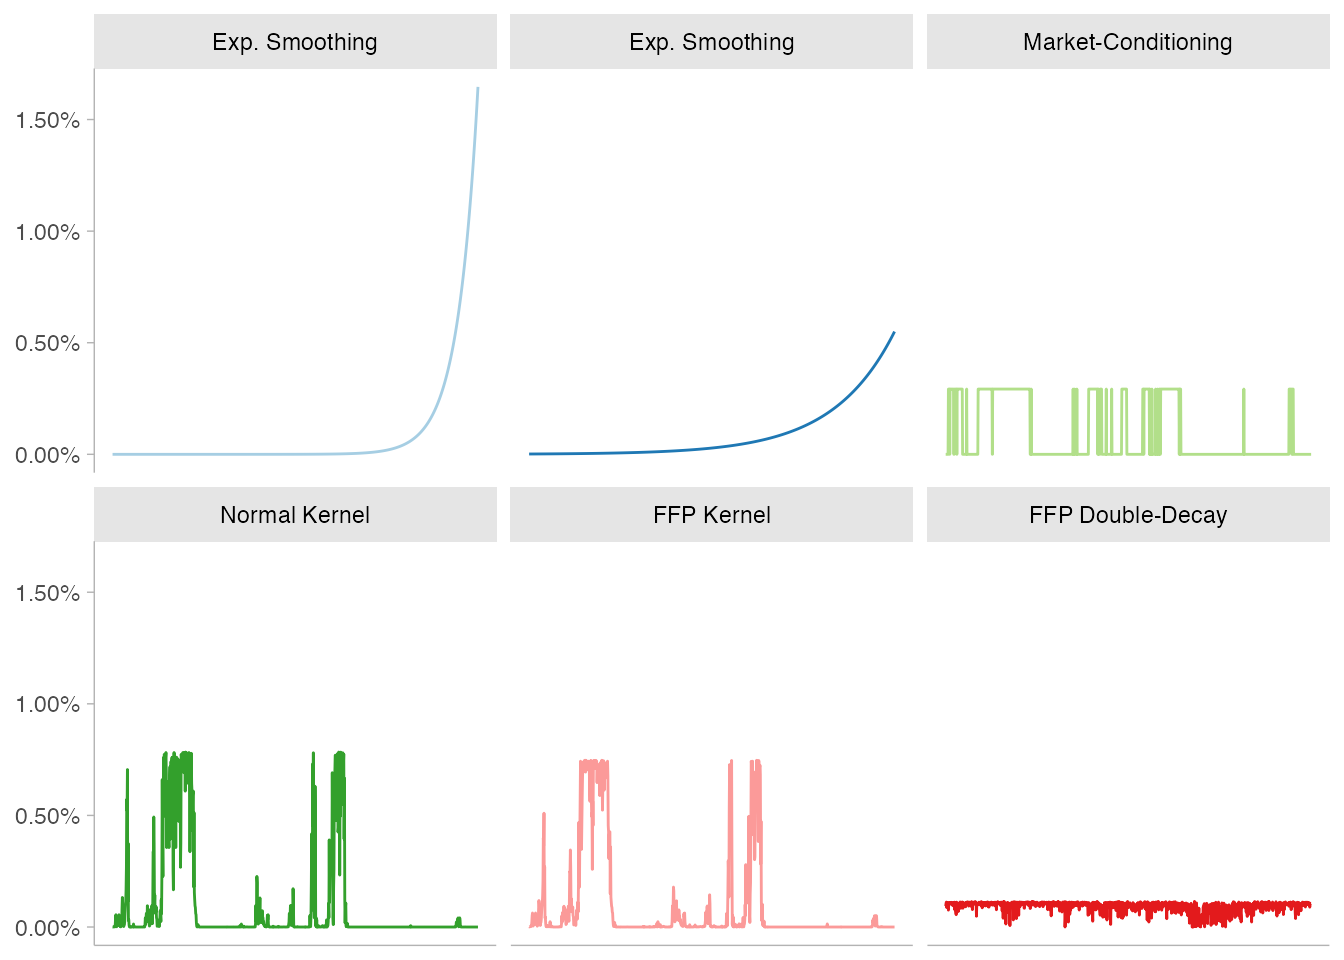 Exp. Smoothing
Exp. Smoothing
Market-Conditioning
1.50%
1.00%
0.50%
0.00%
Normal Kernel
FFP Kernel
FFP Double-Decay
1.50%
1.00%
0.50%
0.00%